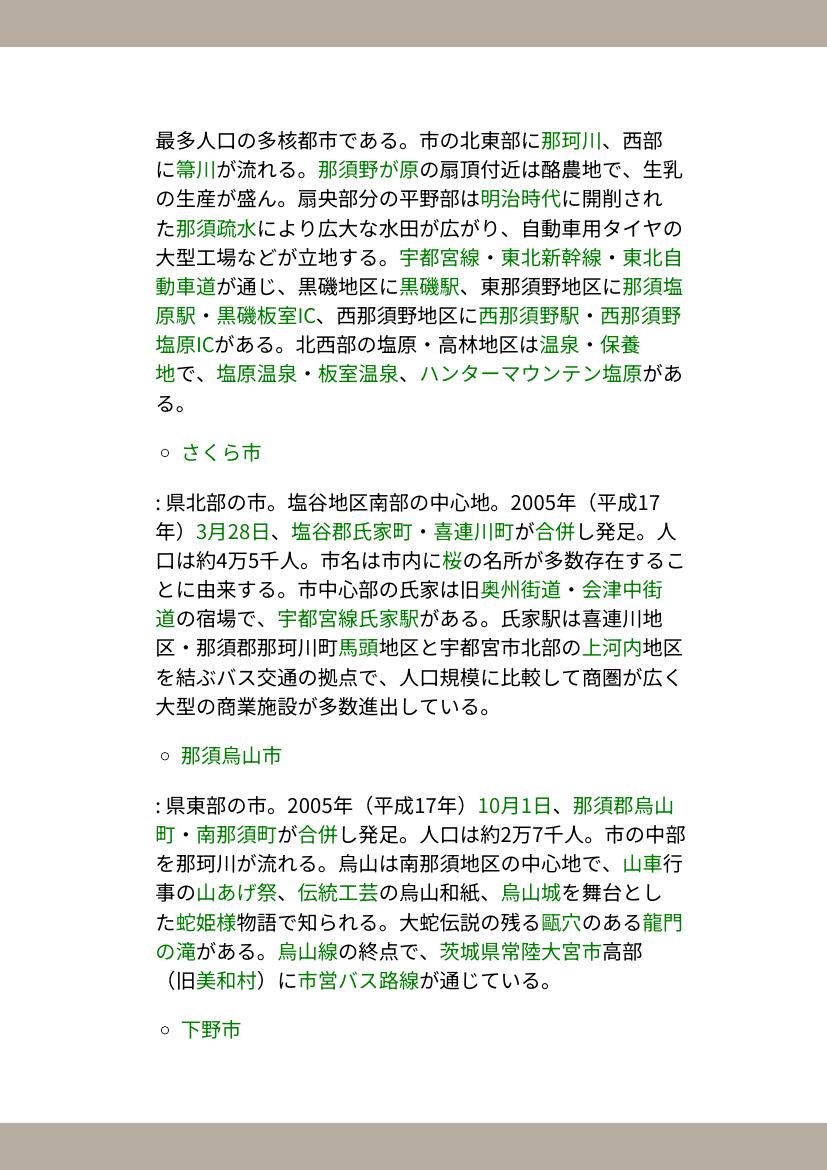 最多人口の多核都市である。市の北東部に那珂川、西部
に箒川が流れる。那須野が原の扇頂付近は酪農地で、生乳
の生産が盛ん。扇央部分の平野部は明治時代に開削され
た那須疏水により広大な水田が広がり、自動車用タイヤの
大型工場などが立地する。宇都宮線・東北新幹線・東北自
動車道が通じ、黒磯地区に黒磯駅、東那須野地区に那須塩
原駅・黒磯板室IC、西那須野地区に西那須野駅・西那須野
塩原ICがある。北西部の塩原・高林地区は温泉・保養
地で、塩原温泉・板室温泉、ハンターマウンテン塩原があ
る。
○ さくら市
: 県北部の市。塩谷地区南部の中心地。2005年（平成17
年）3月28日、塩谷郡氏家町・喜連川町が合併し発足。人
口は約4万5千人。市名は市内に桜の名所が多数存在するこ
とに由来する。市中心部の氏家は旧奥州街道・会津中街
道の宿場で、宇都宮線氏家駅がある。氏家駅は喜連川地
区・那須郡那珂川町馬頭地区と宇都宮市北部の上河内地区
を結ぶバス交通の拠点で、人口規模に比較して商圏が広く
大型の商業施設が多数進出している。
○ 那須烏山市
: 県東部の市。2005年（平成17年）10月1日、那須郡烏山
町・南那須町が合併し発足。人口は約2万7千人。市の中部
を那珂川が流れる。烏山は南那須地区の中心地で、山車行
事の山あげ祭、伝統工芸の烏山和紙、烏山城を舞台とし
た蛇姫様物語で知られる。大蛇伝説の残る甌穴のある龍門
の滝がある。烏山線の終点で、茨城県常陸大宮市高部
（旧美和村）に市営バス路線が通じている。
○ 下野市